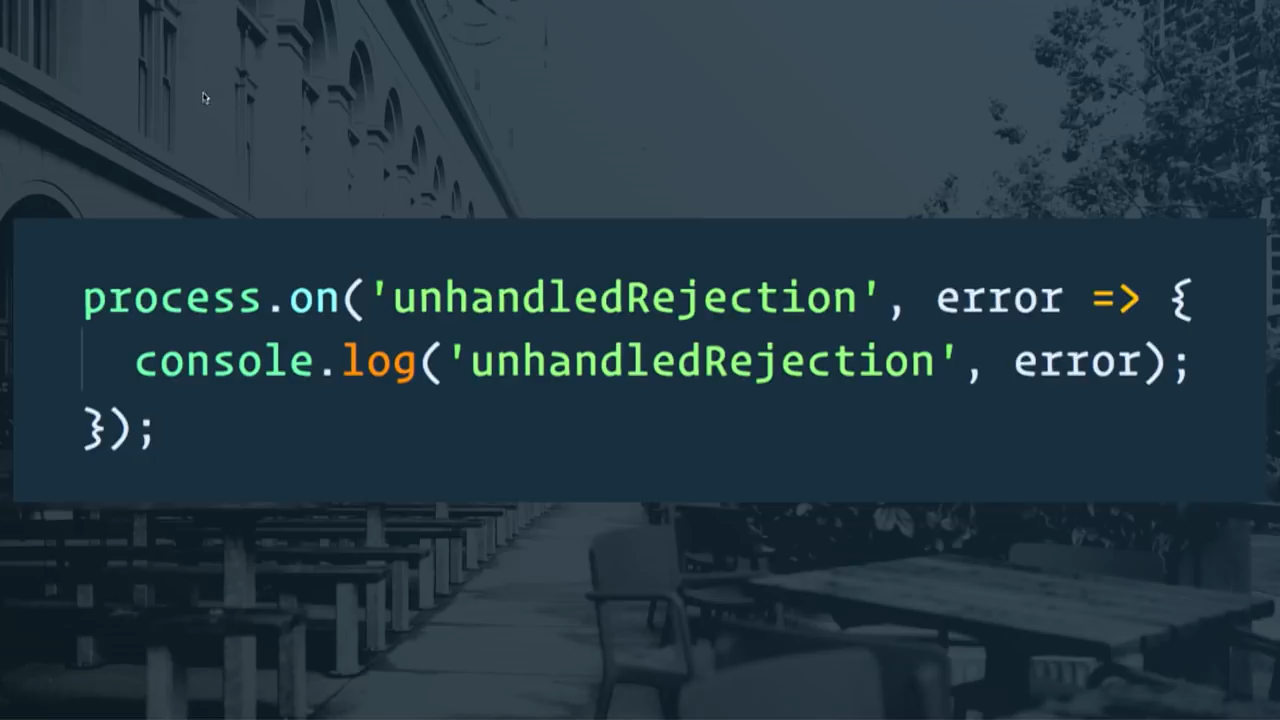 process.on('unhandledRejection', error => {
  console.log('unhandledRejection', error);
});